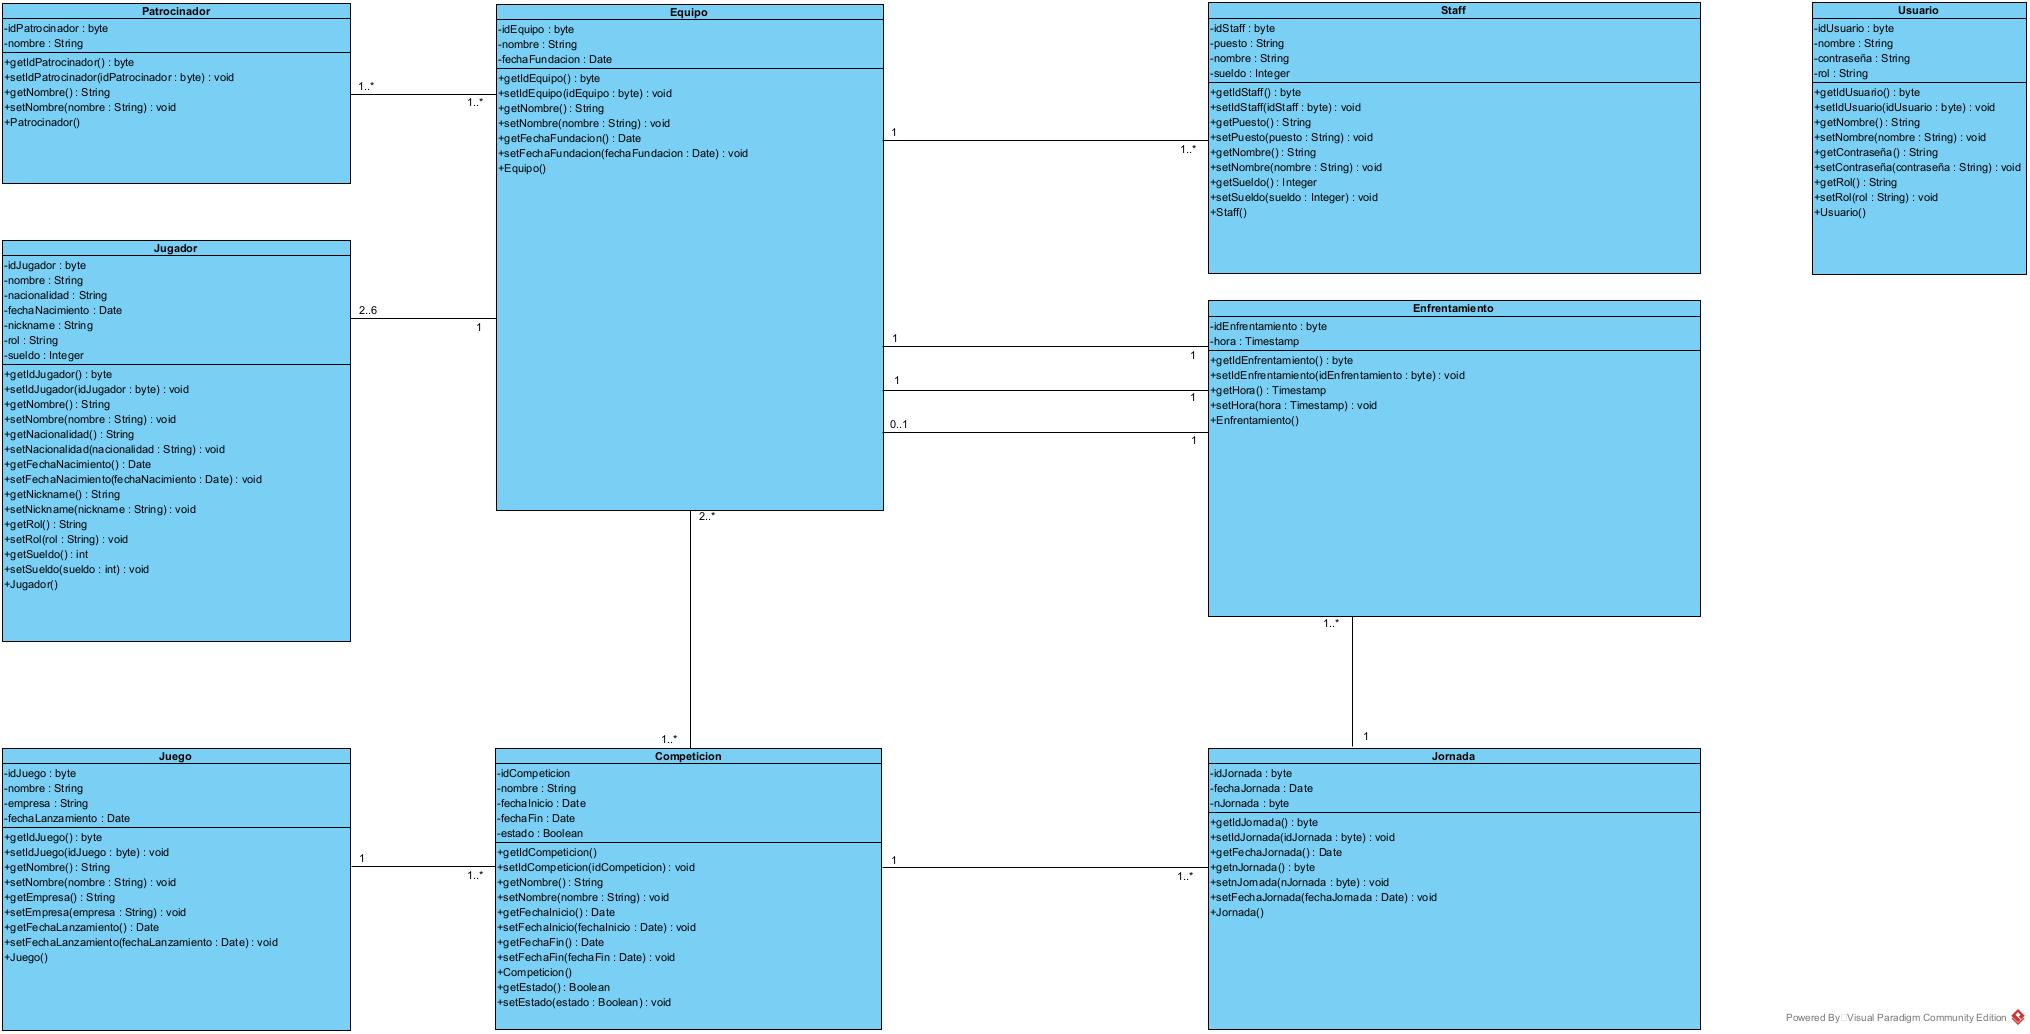 Patrocinador
-idPatrocinador : byte
-nombre : String
+getIdPatrocinador() : byte
+setIdPatrocinador(idPatrocinador : byte) : void
+getNombre() : String
+setNombre(nombre : String) : void
+Patrocinador()
1..*
1..*
Equipo
-idEquipo : byte
-nombre : String
-fechaFundacion : Date
+getIdEquipo() : byte
+setIdEquipo(idEquipo : byte) : void
+getNombre() : String
+setNombre(nombre : String) : void
+getFechaFundacion() : Date
+setFechaFundacion(fechaFundacion : Date) : void
+Equipo()
1
1..*
Staff
-idStaff : byte
-puesto : String
-nombre : String
-sueldo : Integer
+getIdStaff() : byte
+setIdStaff(idStaff : byte) : void
+getPuesto() : String
+setPuesto(puesto : String) : void
+getNombre() : String
+setNombre(nombre : String) : void
+getSueldo() : Integer
+setSueldo(sueldo : Integer) : void
+Staff()
Usuario
-idUsuario : byte
-nombre : String
-contraseña : String
-rol : String
+getIdUsuario() : byte
+setIdUsuario(idUsuario : byte) : void
+getNombre() : String
+setNombre(nombre : String) : void
+getContraseña() : String
+setContraseña(contraseña : String) : void
+getRol() : String
+setRol(rol : String) : void
+Usuario()
Jugador
-idJugador : byte
-nombre : String
-nacionalidad : String
-fechaNacimiento : Date
-nickname : String
-rol : String
-sueldo : Integer
+getIdJugador() : byte
+setIdJugador(idJugador : byte) : void
+getNombre() : String
+setNombre(nombre : String) : void
+getNacionalidad() : String
+setNacionalidad(nacionalidad : String) : void
+getFechaNacimiento() : Date
+setFechaNacimiento(fechaNacimiento : Date) : void
+getNickname() : String
+setNickname(nickname : String) : void
+getRol() : String
+setRol(rol : String) : void
+getSueldo() : int
+setSueldo(sueldo : int) : void
+Jugador()
2..6
1
1
1
1
1
0..1
1
Enfrentamiento
-idEnfrentamiento : byte
-hora : Timestamp
+getIdEnfrentamiento() : byte
+setIdEnfrentamiento(idEnfrentamiento : byte) : void
+getHora() : Timestamp
+setHora(hora : Timestamp) : void
+Enfrentamiento()
2..*
1..*
1..*
1
Juego
-idJuego : byte
-nombre : String
-empresa : String
-fechaLanzamiento : Date
+getIdJuego() : byte
+setIdJuego(idJuego : byte) : void
+getNombre() : String
+setNombre(nombre : String) : void
+getEmpresa() : String
+setEmpresa(empresa : String) : void
+getFechaLanzamiento() : Date
+setFechaLanzamiento(fechaLanzamiento : Date) : void
+Juego()
1
1..*
Competicion
-idCompeticion
-nombre : String
-fechaInicio : Date
-fechaFin : Date
-estado : Boolean
+getIdCompeticion()
+setIdCompeticion(idCompeticion) : void
+getNombre() : String
+setNombre(nombre : String) : void
+getFechaInicio() : Date
+setFechaInicio(fechaInicio : Date) : void
+getFechaFin() : Date
+setFechaFin(fechaFin : Date) : void
+Competicion()
+getEstado() : Boolean
+setEstado(estado : Boolean) : void
1
1..*
Jornada
-idJornada : byte
-fechaJornada : Date
-nJornada : byte
+getIdJornada() : byte
+setIdJornada(idJornada : byte) : void
+getFechaJornada() : Date
+getnJornada() : byte
+setnJornada(nJornada : byte) : void
+setFechaJornada(fechaJornada : Date) : void
+Jornada()
Powered By Visual Paradigm Community Edition